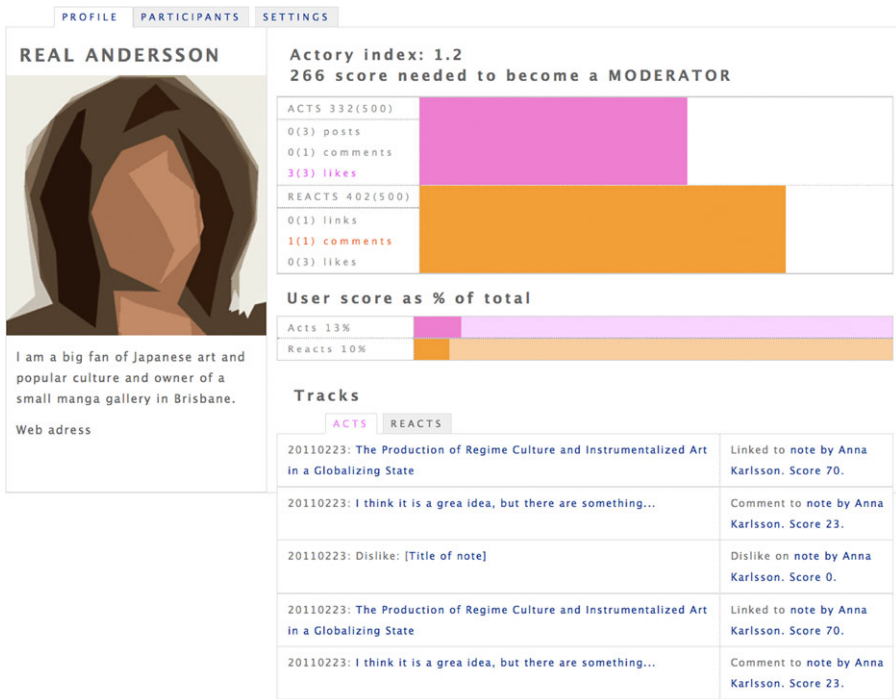 PROFILE
PARTICIPANTS
SETTINGS
REAL ANDERSSON
I am a big fan of Japanese art and
popular culture and owner of a
small manga gallery in Brisbane.
Web adress
Actory index: 1.2
266 score needed to become a MODERATOR
ACTS 332(500)
0(3) posts
0(1) comments
3(3) likes
REACTS 402(500)
0(1) links
1(1) comments
0(3) likes
User score as % of total
Acts 13%
Reacts 10%
Tracks
ACTS
REACTS
20110223: The Production of Regime Culture and Instrumentalized Art
in a Globalizing State
Linked to note by Anna
Karlsson. Score 70.
20110223: I think it is a grea idea, but there are something...
Comment to note by Anna
Karlsson. Score 23.
20110223: Dislike: [Title of note]
Dislike on note by Anna
Karlsson. Score 0.
20110223: The Production of Regime Culture and Instrumentalized Art
in a Globalizing State
Linked to note by Anna
Karlsson. Score 70.
20110223: I think it is a grea idea, but there are something...
Comment to note by Anna
Karlsson. Score 23.